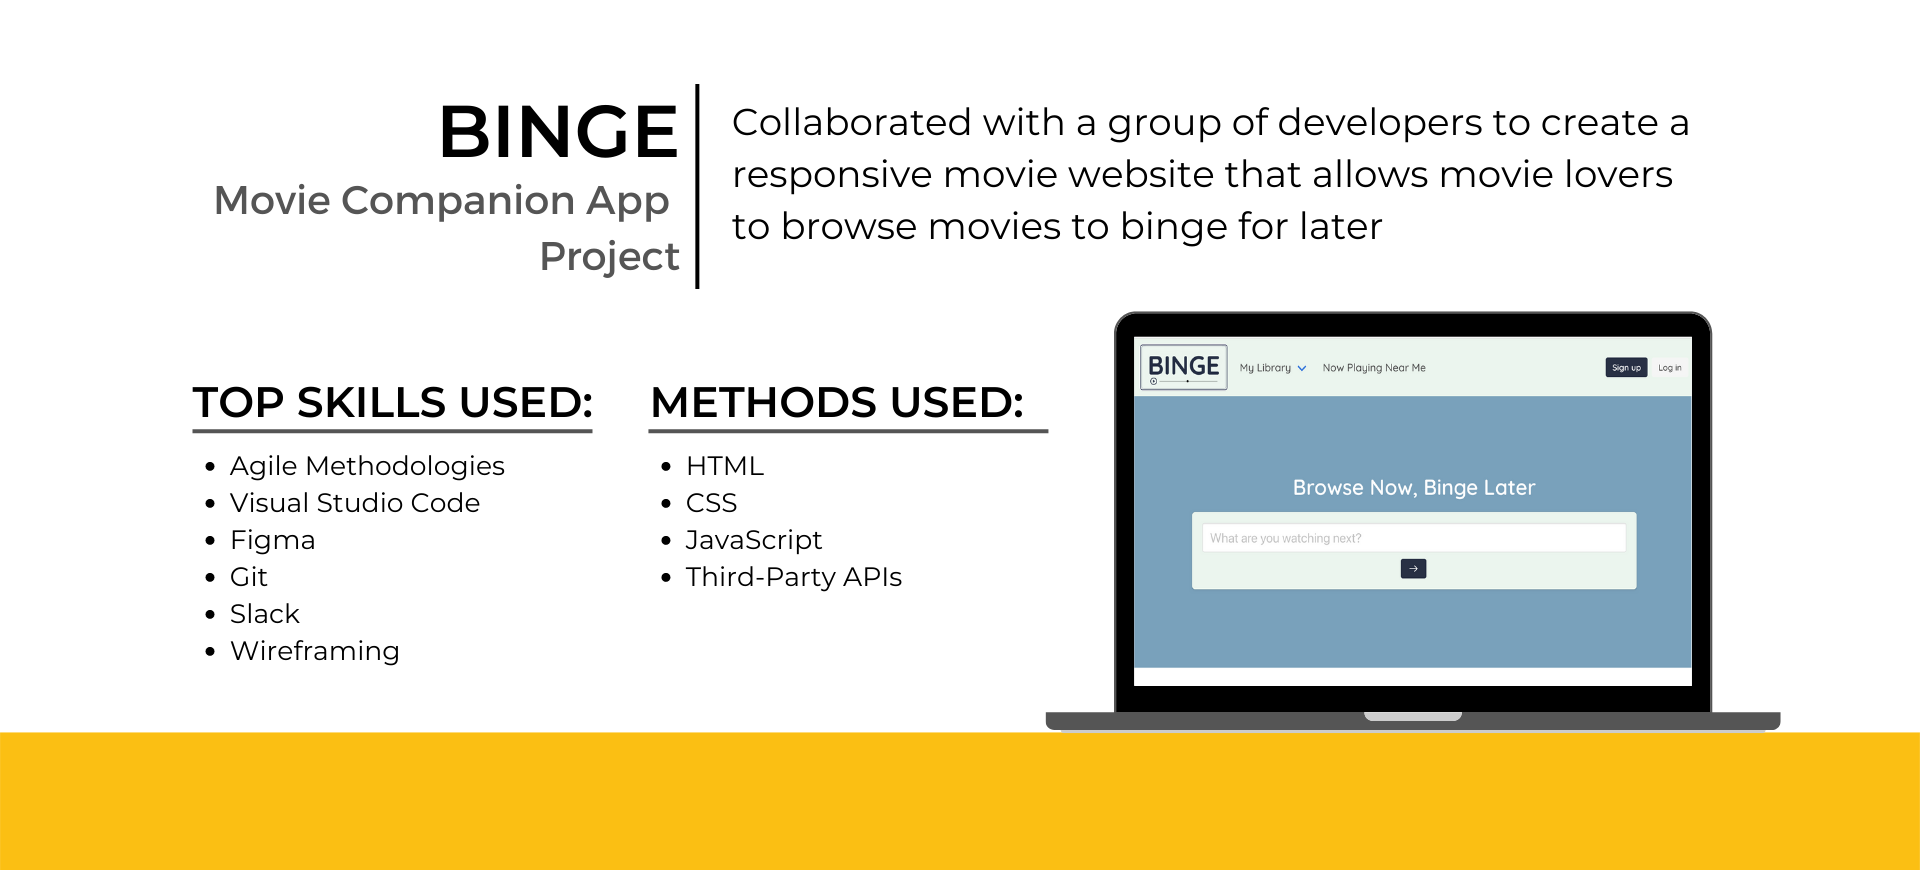 BINGE
Movie Companion App
Project
Collaborated with a group of developers to create a
responsive movie website that allows movie lovers
to browse movies to binge for later
TOP SKILLS USED:
• Agile Methodologies
• Visual Studio Code
• Figma
• Git
• Slack
• Wireframing
METHODS USED:
• HTML
• CSS
• JavaScript
• Third-Party APIs
BINGE
My Library
Now Playing Near Me
Sign up
Log in
Browse Now, Binge Later
What are you watching next?